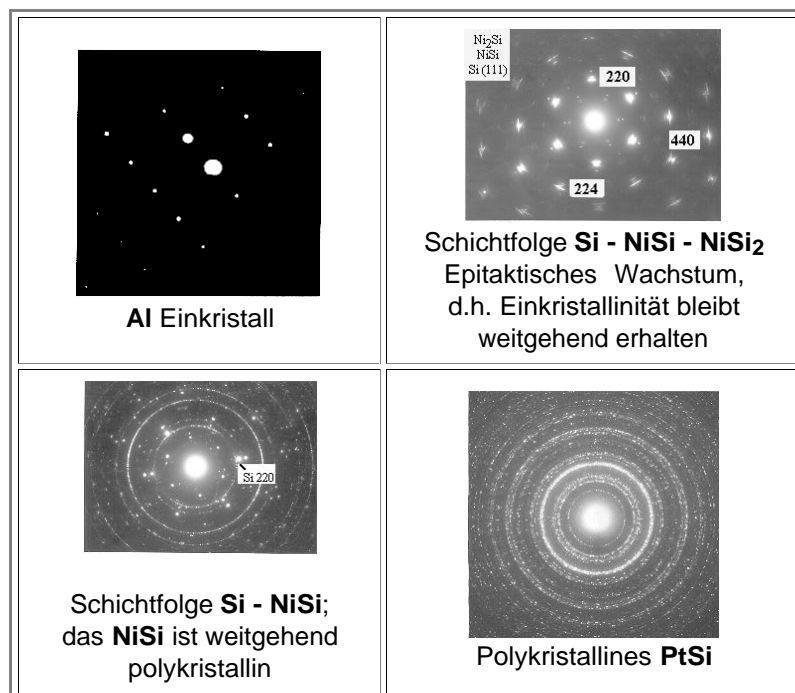 Al Einkristall
Ni2Si
NiSi
Si (111)
220
440
224
Schichtfolge Si - NiSi - NiSi2
Epitaktisches Wachstum,
d.h. Einkristallinität bleibt
weitgehend erhalten
Si 220
Schichtfolge Si - NiSi;
das NiSi ist weitgehend
polykristallin
Polykristallines PtSi